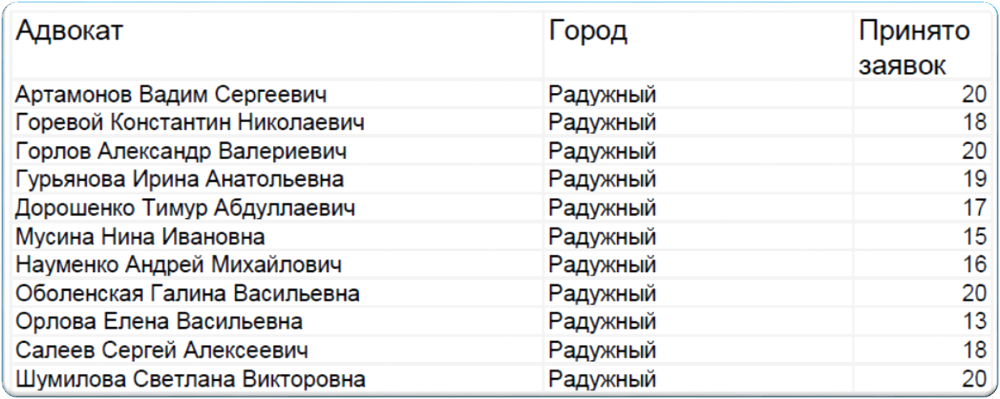 Адвокат Город Принято
заявок
Артамонов Вадим Сергеевич Радужный 20
Горевой Константин Николаевич Радужный 18
Горлов Александр Валериевич Радужный 20
Гурьянова Ирина Анатольевна Радужный 19
Дорошенко Тимур Абдуллаевич Радужный 17
Мусина Нина Ивановна Радужный 15
Науменко Андрей Михайлович Радужный 16
Оболенская Галина Васильевна Радужный 20
Орлова Елена Васильевна Радужный 13
Салеев Сергей Алексеевич Радужный 18
Шумилова Светлана Викторовна Радужный 20